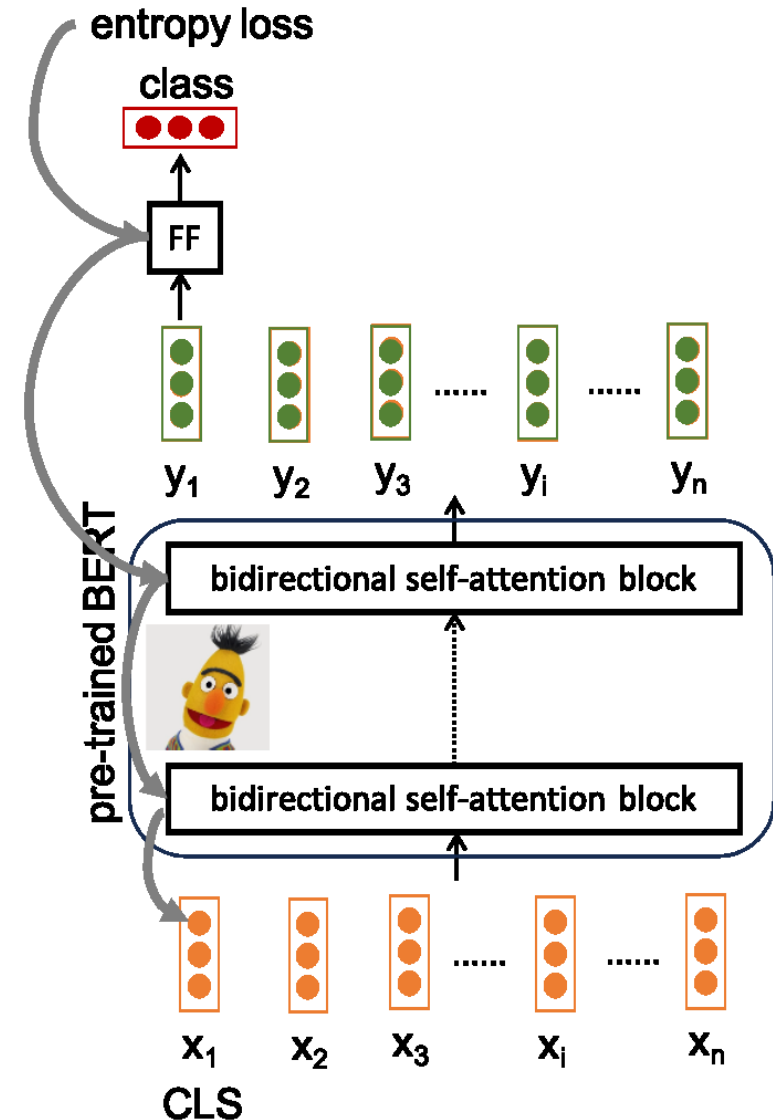 entropy loss
class
FF
y1 y2 y3 ...... yi ...... yn
pre-trained BERT
bidirectional self-attention block
bidirectional self-attention block
x1 x2 x3 ...... xi ...... xn
CLS